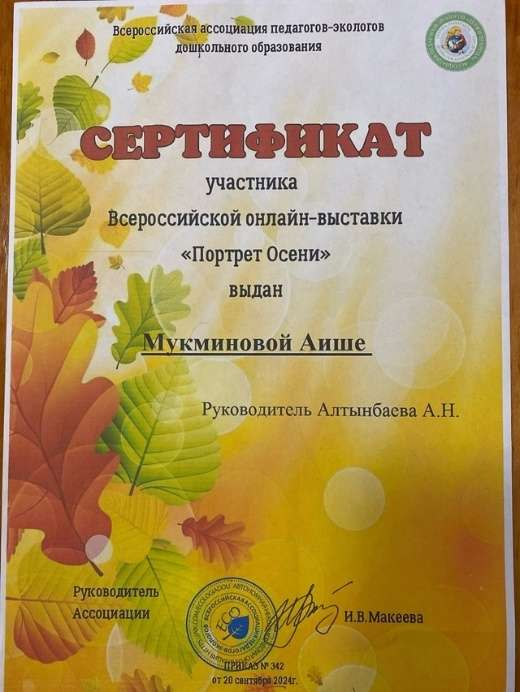 Всероссийская ассоциация педагогов-экологов
дошкольного образования
СЕРТИФИКАТ
участника
Всероссийской онлайн-выставки
«Портрет Осени»
выдан
Мукминовой Аише
Руководитель Алтынбаева А.Н.
Руководитель
Ассоциации
И.В.Макеева
ПРИКАЗ № 342
от 20 сентября 2024г.